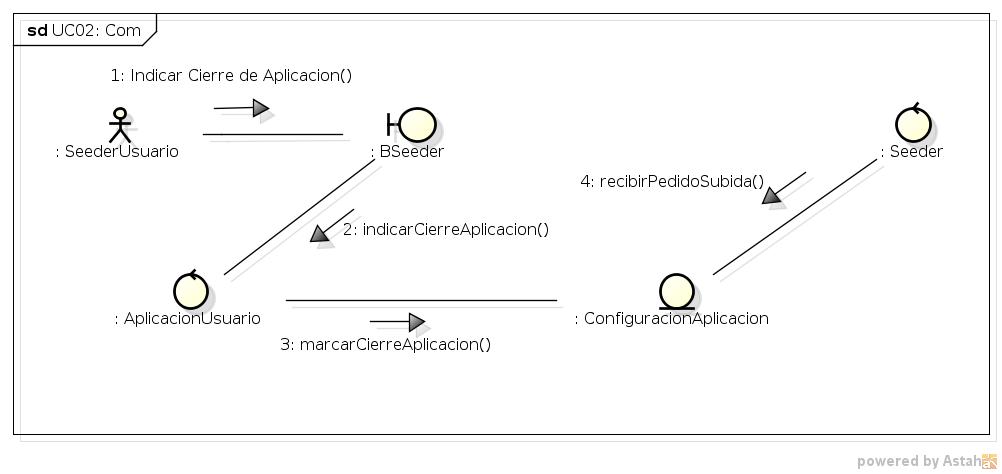 sd UC02: Com
1: Indicar Cierre de Aplicacion()
: SeederUsuario
: BSeeder
: Seeder
4: recibirPedidoSubida()
2: indicarCierreAplicacion()
: AplicacionUsuario
: ConfiguracionAplicacion
3: marcarCierreAplicacion()
powered by Astah